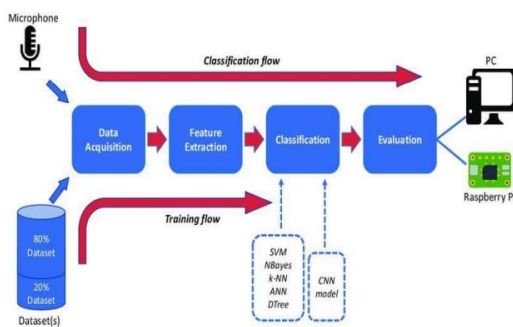 Microphone
Classification flow
PC
Data
Acquisition
Feature
Extraction
Classification
Evaluation
Raspberry P
Training flow
80%
Dataset
20%
Dataset
Dataset(s)
SVM
NBayes
k-NN
ANN
DTree
CNN
model